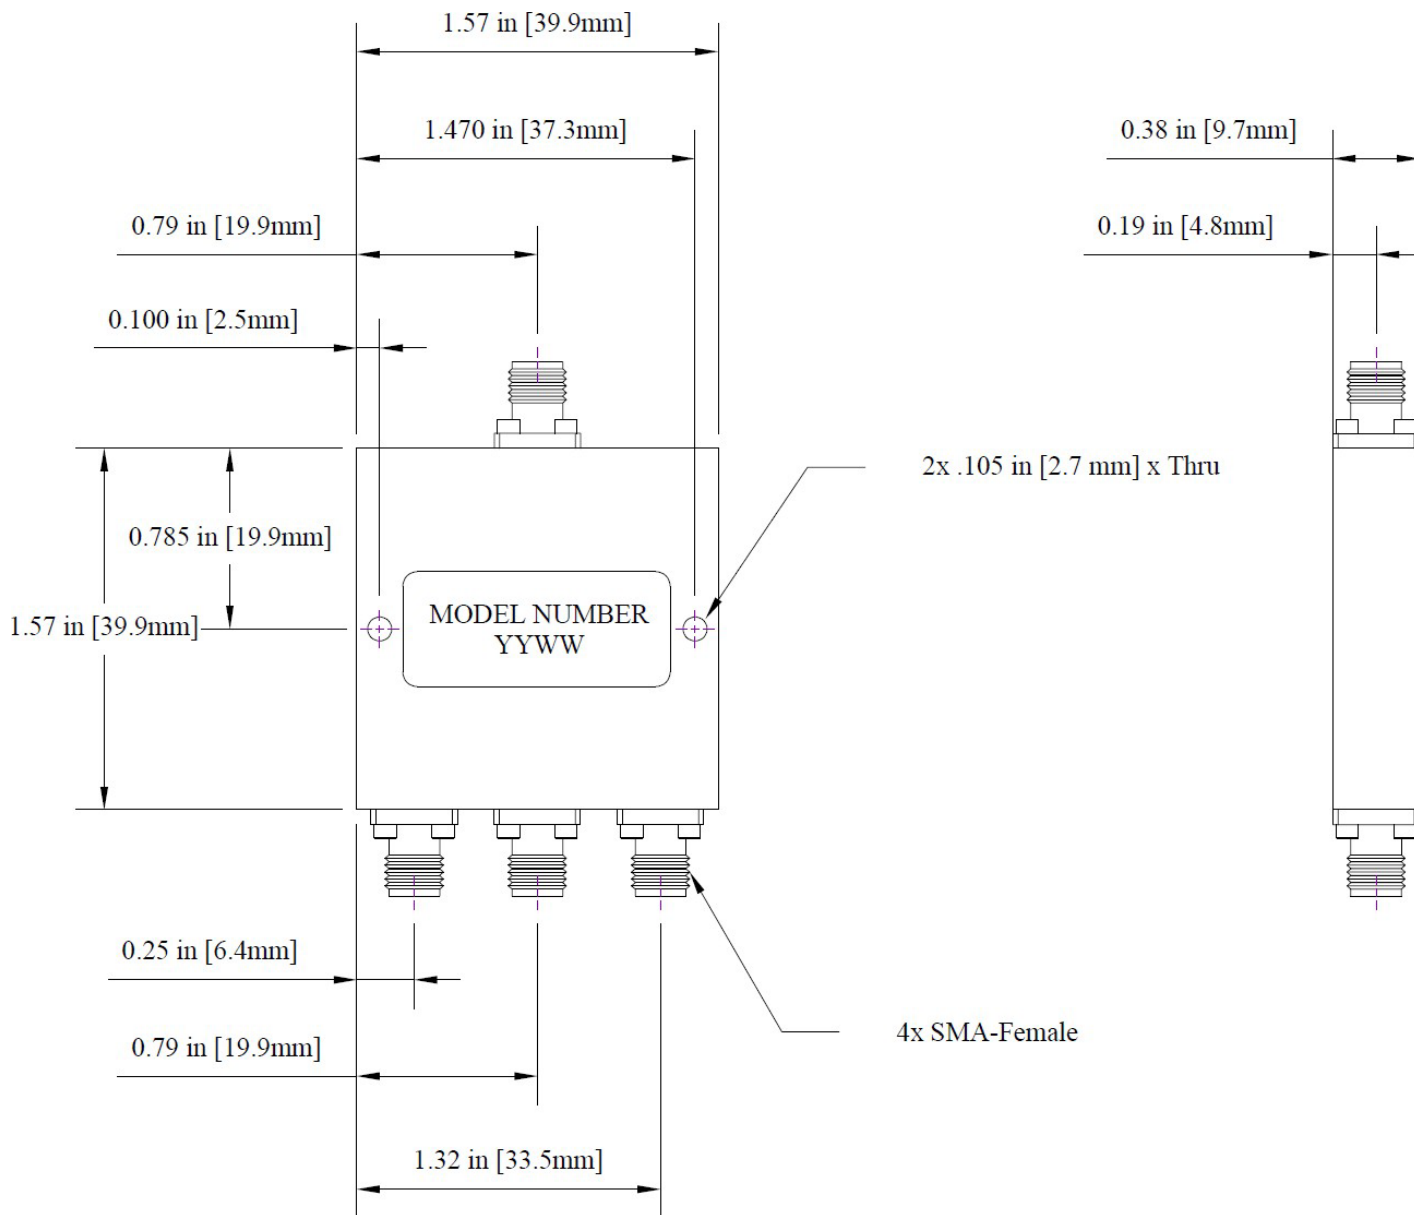 1.57 in [39.9mm]
1.470 in [37.3mm]
0.38 in [9.7mm]
0.79 in [19.9mm]
0.19 in [4.8mm]
0.100 in [2.5mm]
2x .105 in [2.7 mm] x Thru
0.785 in [19.9mm]
MODEL NUMBER
YYWW
1.57 in [39.9mm]
0.25 in [6.4mm]
4x SMA-Female
0.79 in [19.9mm]
1.32 in [33.5mm]